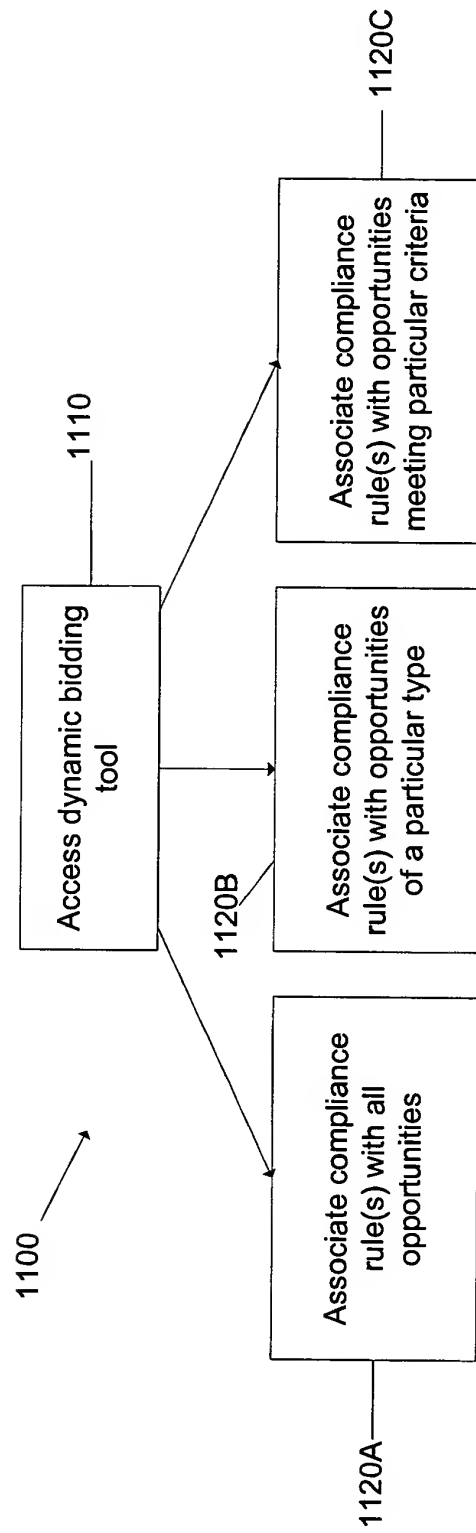 1100
Access dynamic bidding
tool
1110
1120A
Associate compliance
rule(s) with all
opportunities
1120B
Associate compliance
rule(s) with opportunities
of a particular type
Associate compliance
rule(s) with opportunities
meeting particular criteria
1120C